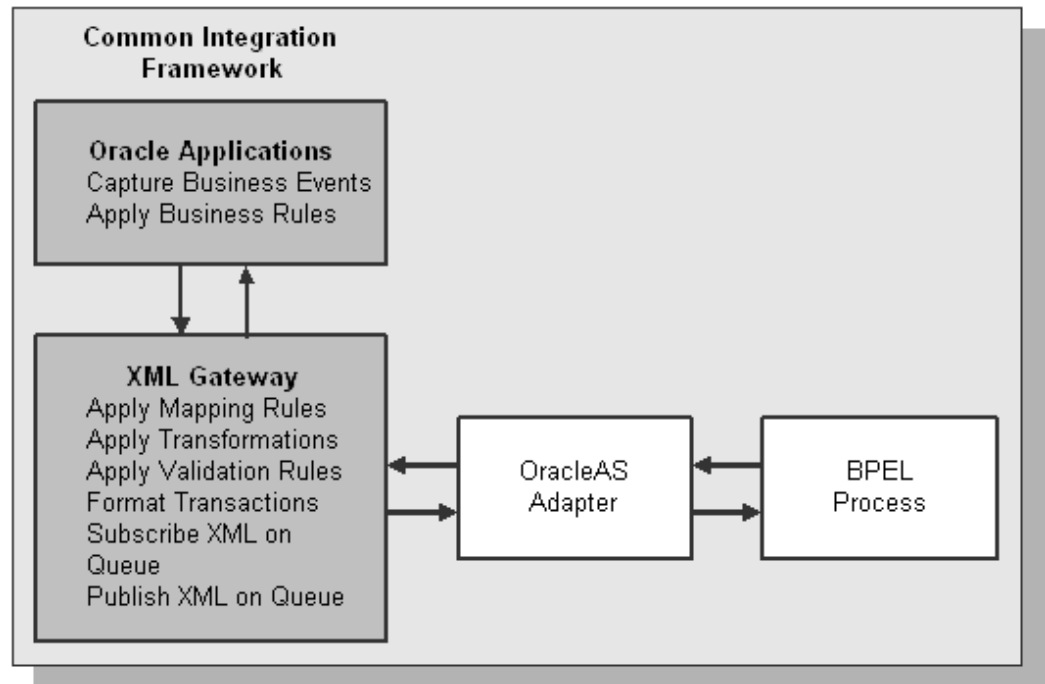 Common Integration
Framework
Oracle Applications
Capture Business Events
Apply Business Rules
XML Gateway
Apply Mapping Rules
Apply Transformations
Apply Validation Rules
Format Transactions
Subscribe XML on
Queue
Publish XML on Queue
OracleAS
Adapter
BPEL
Process